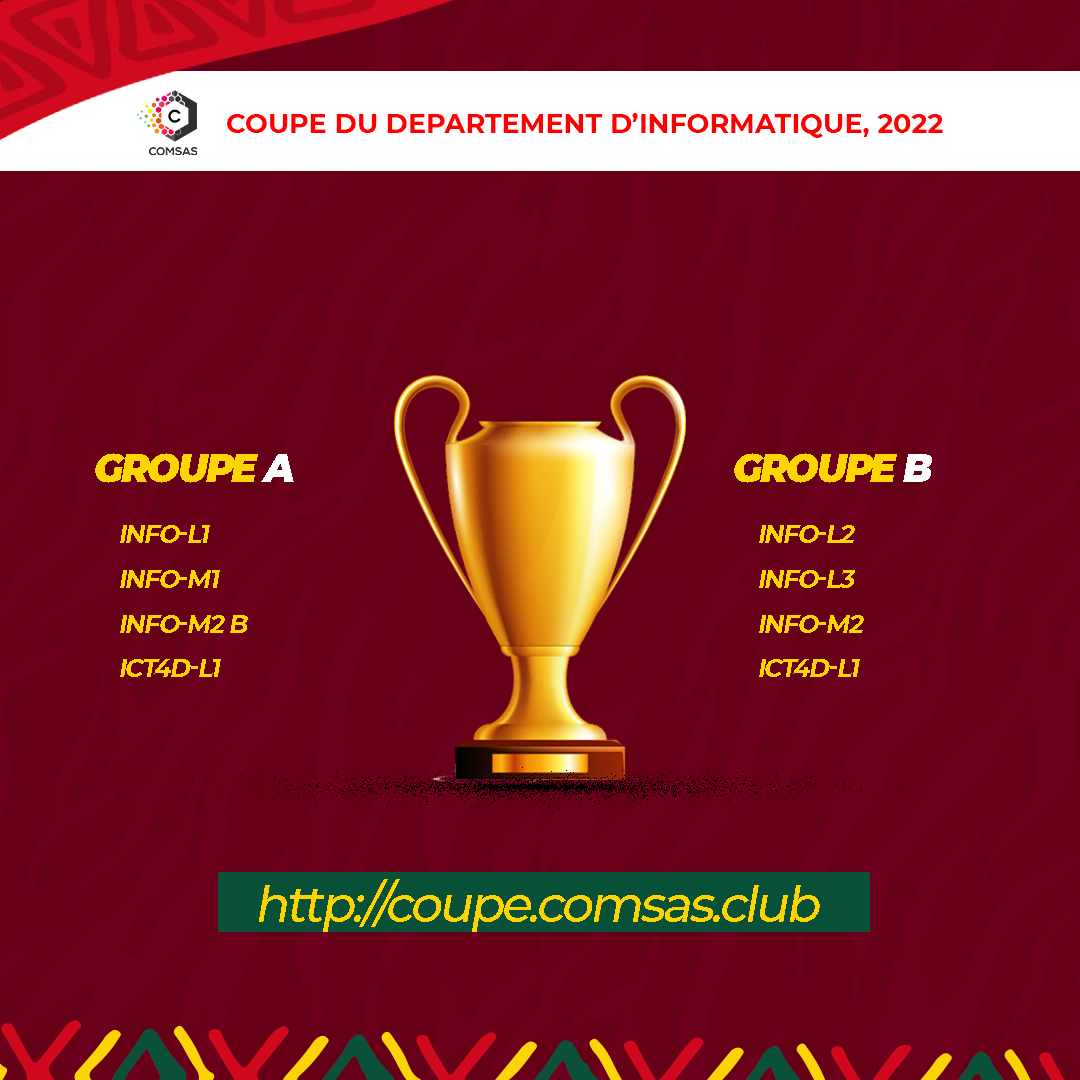 C
COMSAS
COUPE DU DEPARTEMENT D’INFORMATIQUE, 2022
GROUPE A
INFO-L1
INFO-M1
INFO-M2 B
ICT4D-L1
GROUPE B
INFO-L2
INFO-L3
INFO-M2
ICT4D-L1
http://coupe.comsas.club